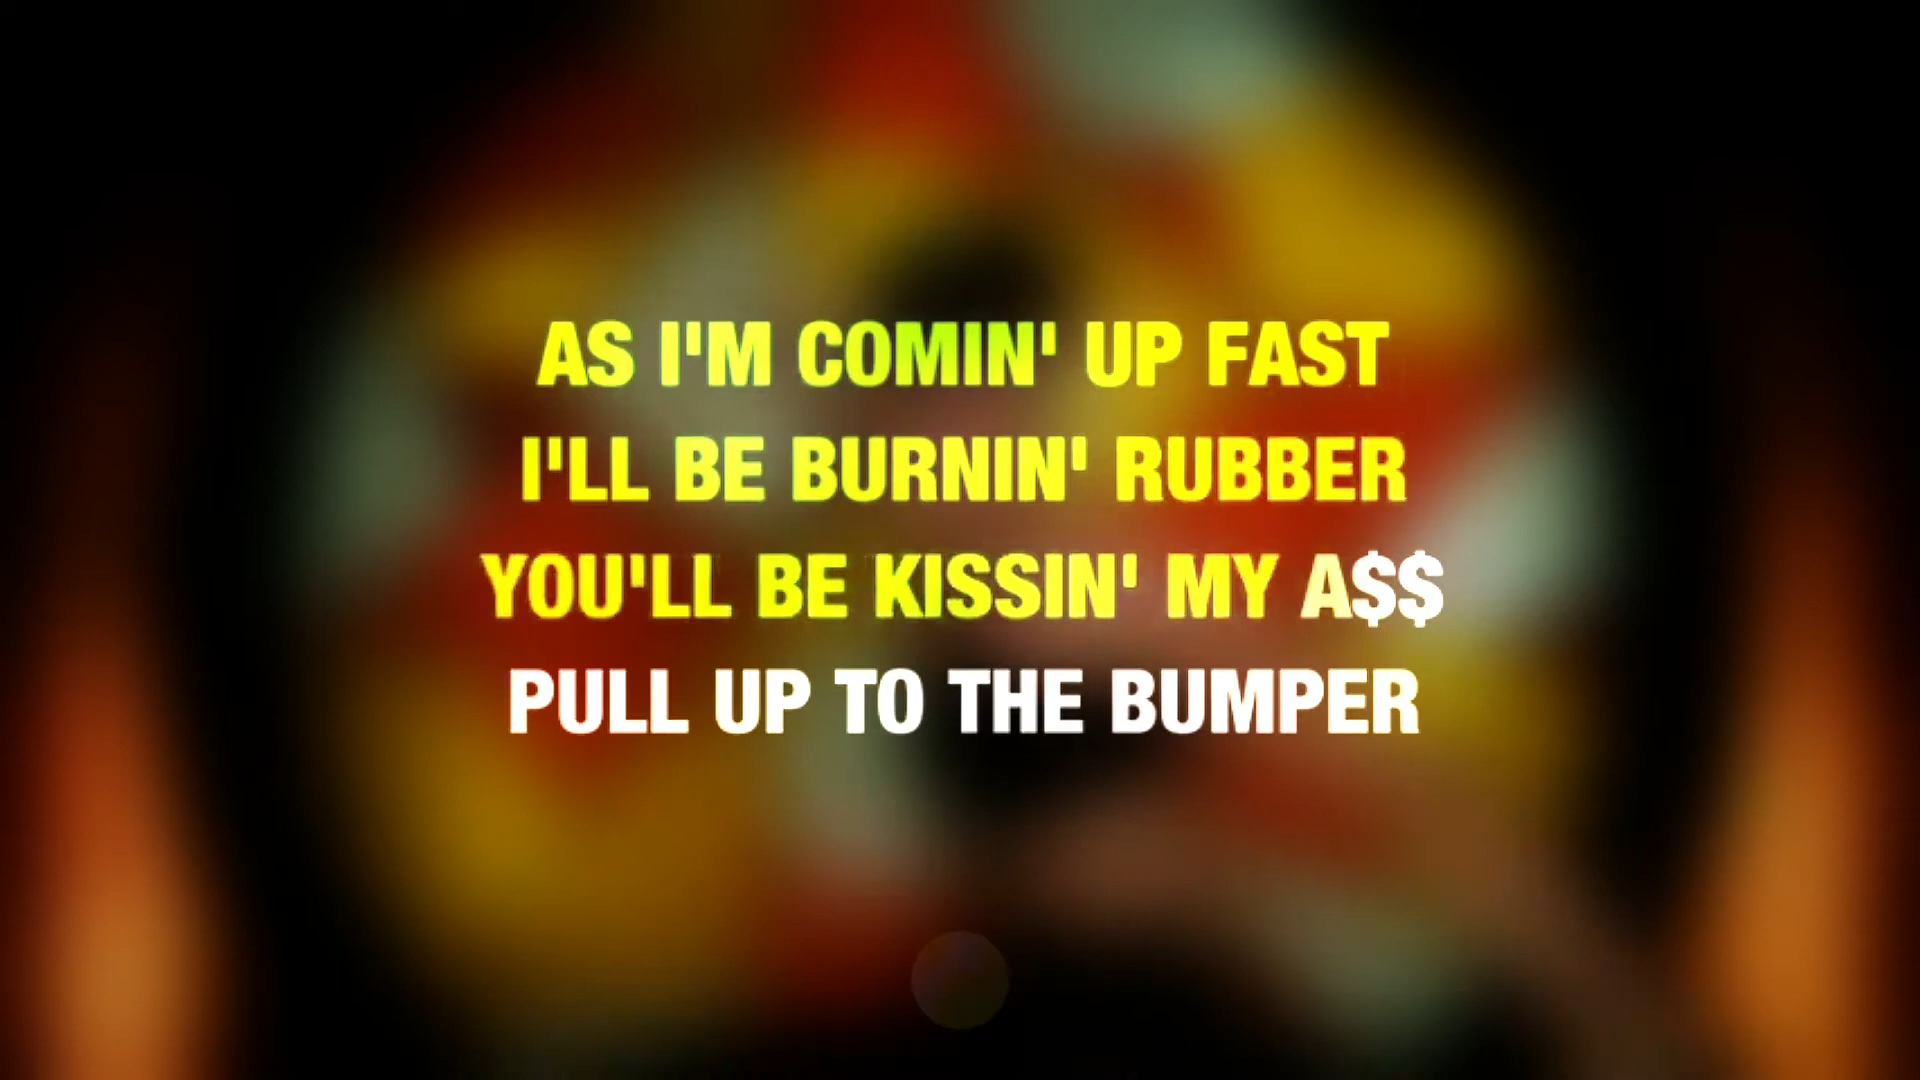 AS I'M COMIN' UP FAST
I'LL BE BURNIN' RUBBER
YOU'LL BE KISSIN' MY A$$
PULL UP TO THE BUMPER